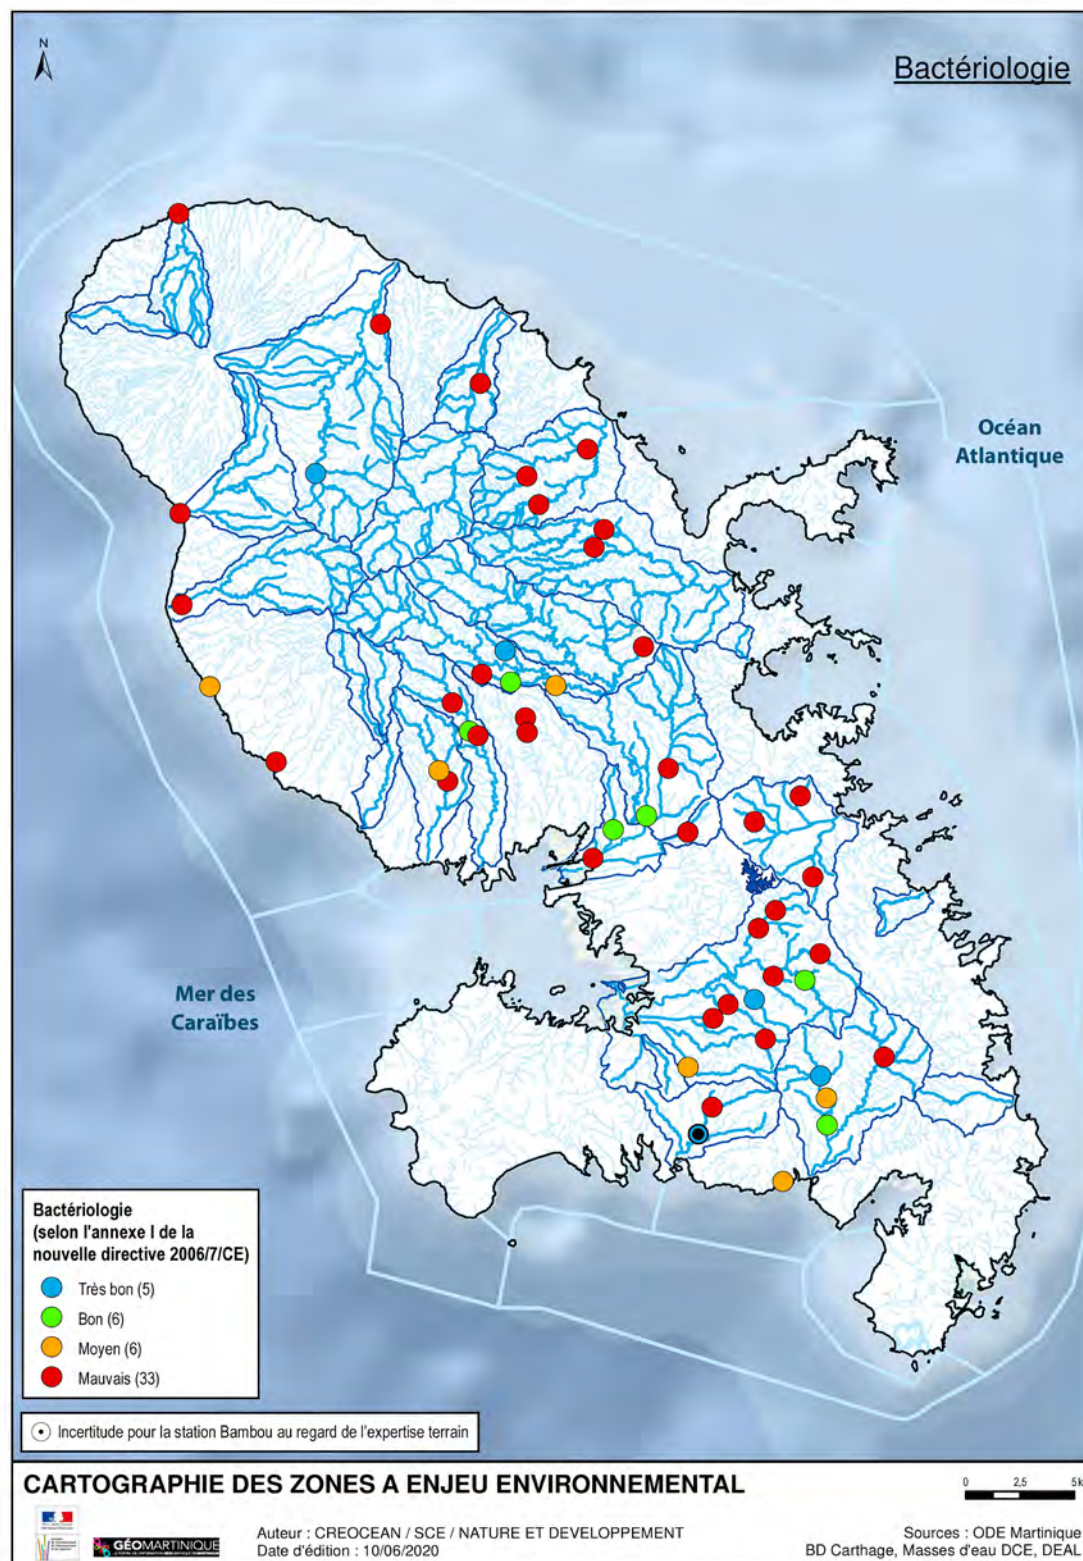 N
Bactériologie
Océan
Atlantique
Mer des
Caraïbes
Bactériologie
(selon l'annexe I de la
nouvelle directive 2006/7/CE)
Très bon (5)
Bon (6)
Moyen (6)
Mauvais (33)
Incertitude pour la station Bambou au regard de l'expertise terrain
CARTOGRAPHIE DES ZONES A ENJEU ENVIRONNEMENTAL
0 2,5 5
GÉOMARTINIQUE
Auteur : CREOCEAN / SCE / NATURE ET DEVELOPPEMENT
Date d'édition : 10/06/2020
Sources : ODE Martinique
BD Carthage, Masses d'eau DCE, DEAL